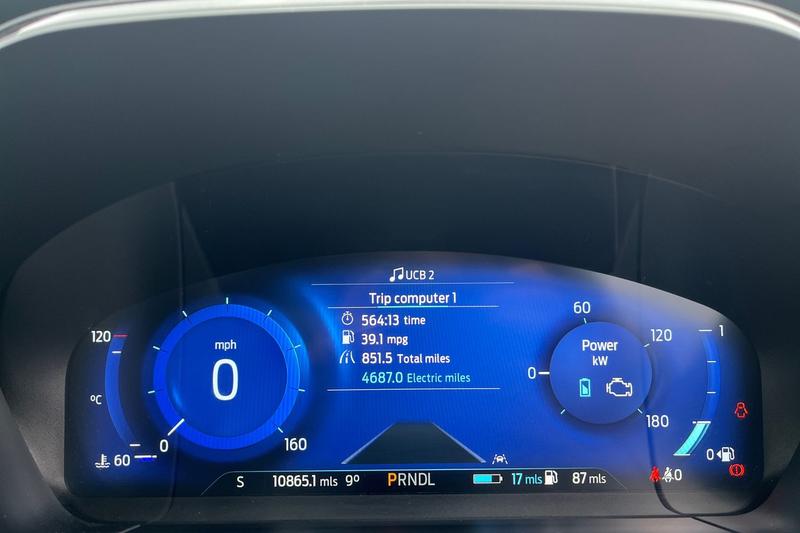 UCB 2
Trip computer 1
564:13 time
39.1 mpg
851.5 Total miles
4687.0 Electric miles
120
°C
60
mph
0
0
160
60
0
120
180
Power
kW
1
0
0
S
10865.1 mls
9°
PRNDL
17 mls
87 mls